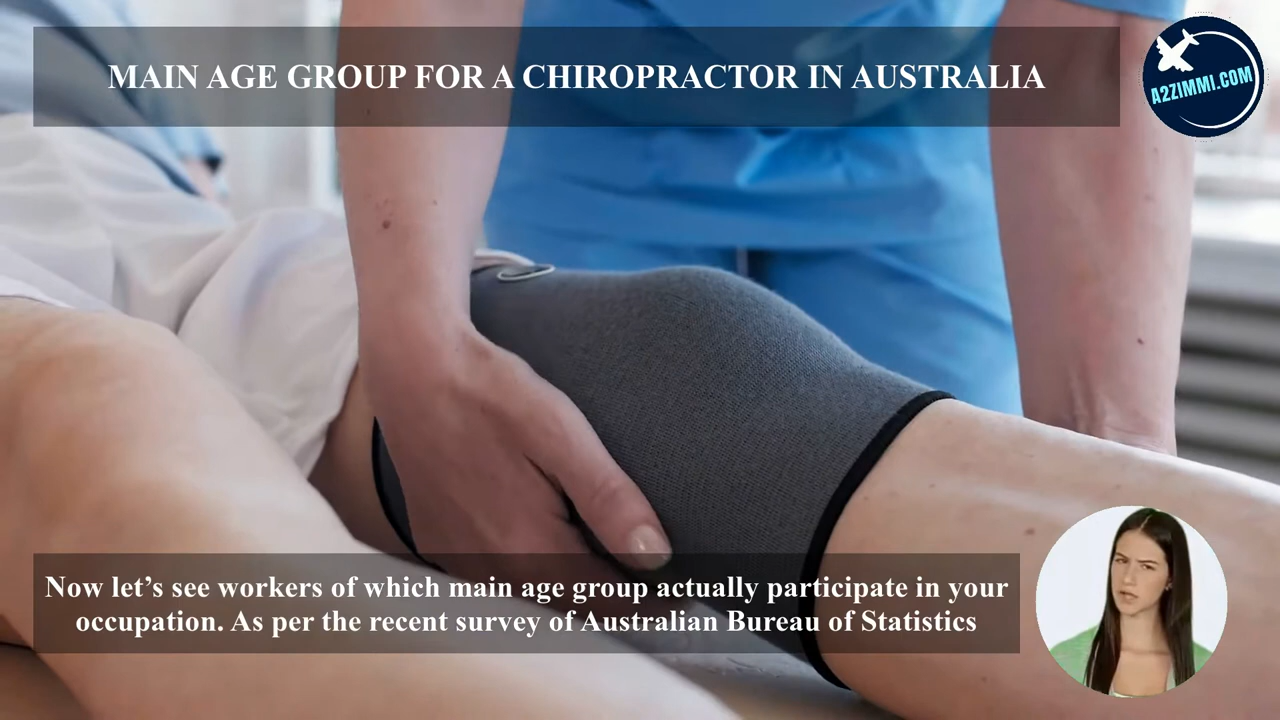 MAIN AGE GROUP FOR A CHIROPRACTOR IN AUSTRALIA
A2ZIMMI.COM
Now let’s see workers of which main age group actually participate in your
occupation. As per the recent survey of Australian Bureau of Statistics